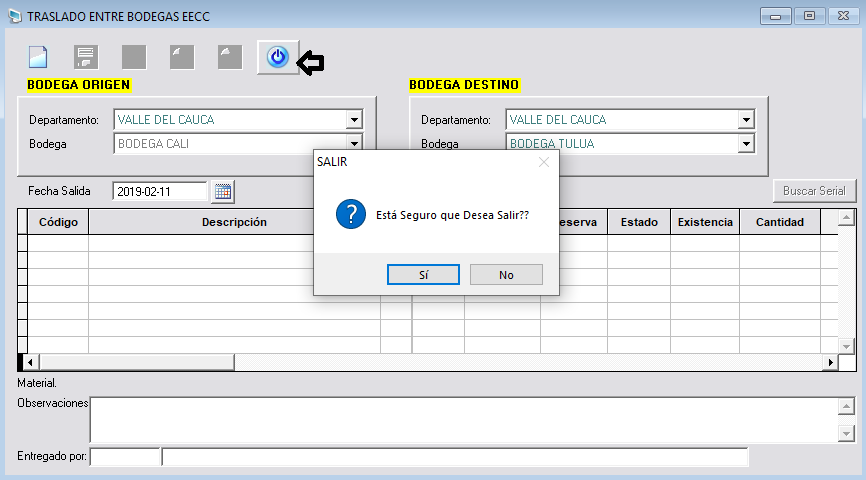 TRASLADO ENTRE BODEGAS EECC
BODEGA ORIGEN
BODEGA DESTINO
Departamento: VALLE DEL CAUCA
Departamento: VALLE DEL CAUCA
Bodega BODEGA CALI
Bodega BODEGA TULUA
SALIR
Está Seguro que Desea Salir??
Sí No
Fecha Salida 2019-02-11
Buscar Serial
Código Descripción Estado Existencia Cantidad
Material.
Observaciones
Entregado por: